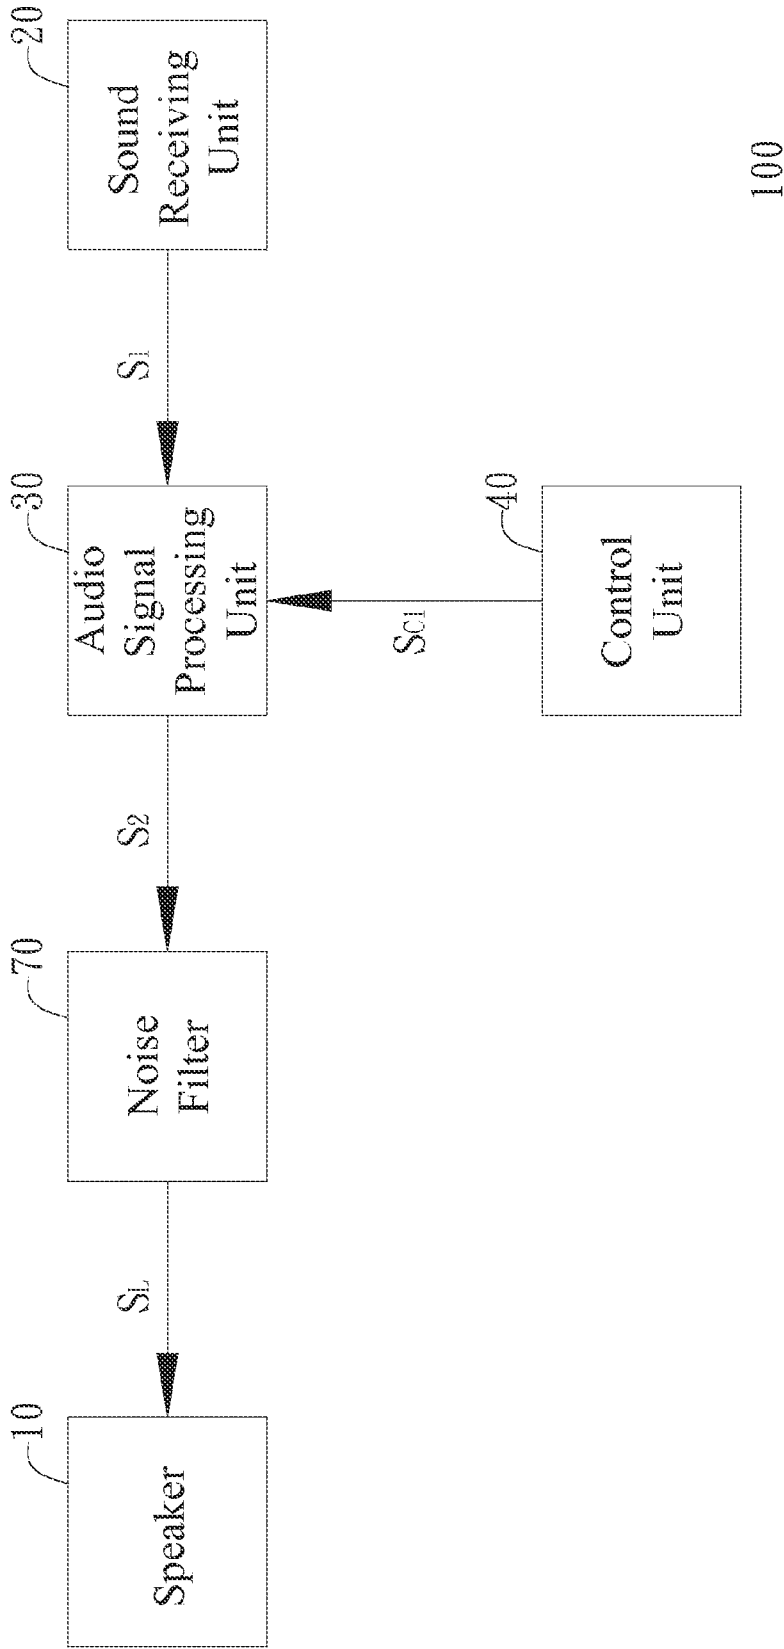 10
Speaker
SL
70
Noise
Filter
S2
30
Audio
Signal
Processing
Unit
S1
20
Sound
Receiving
Unit
SC1
40
Control
Unit
100